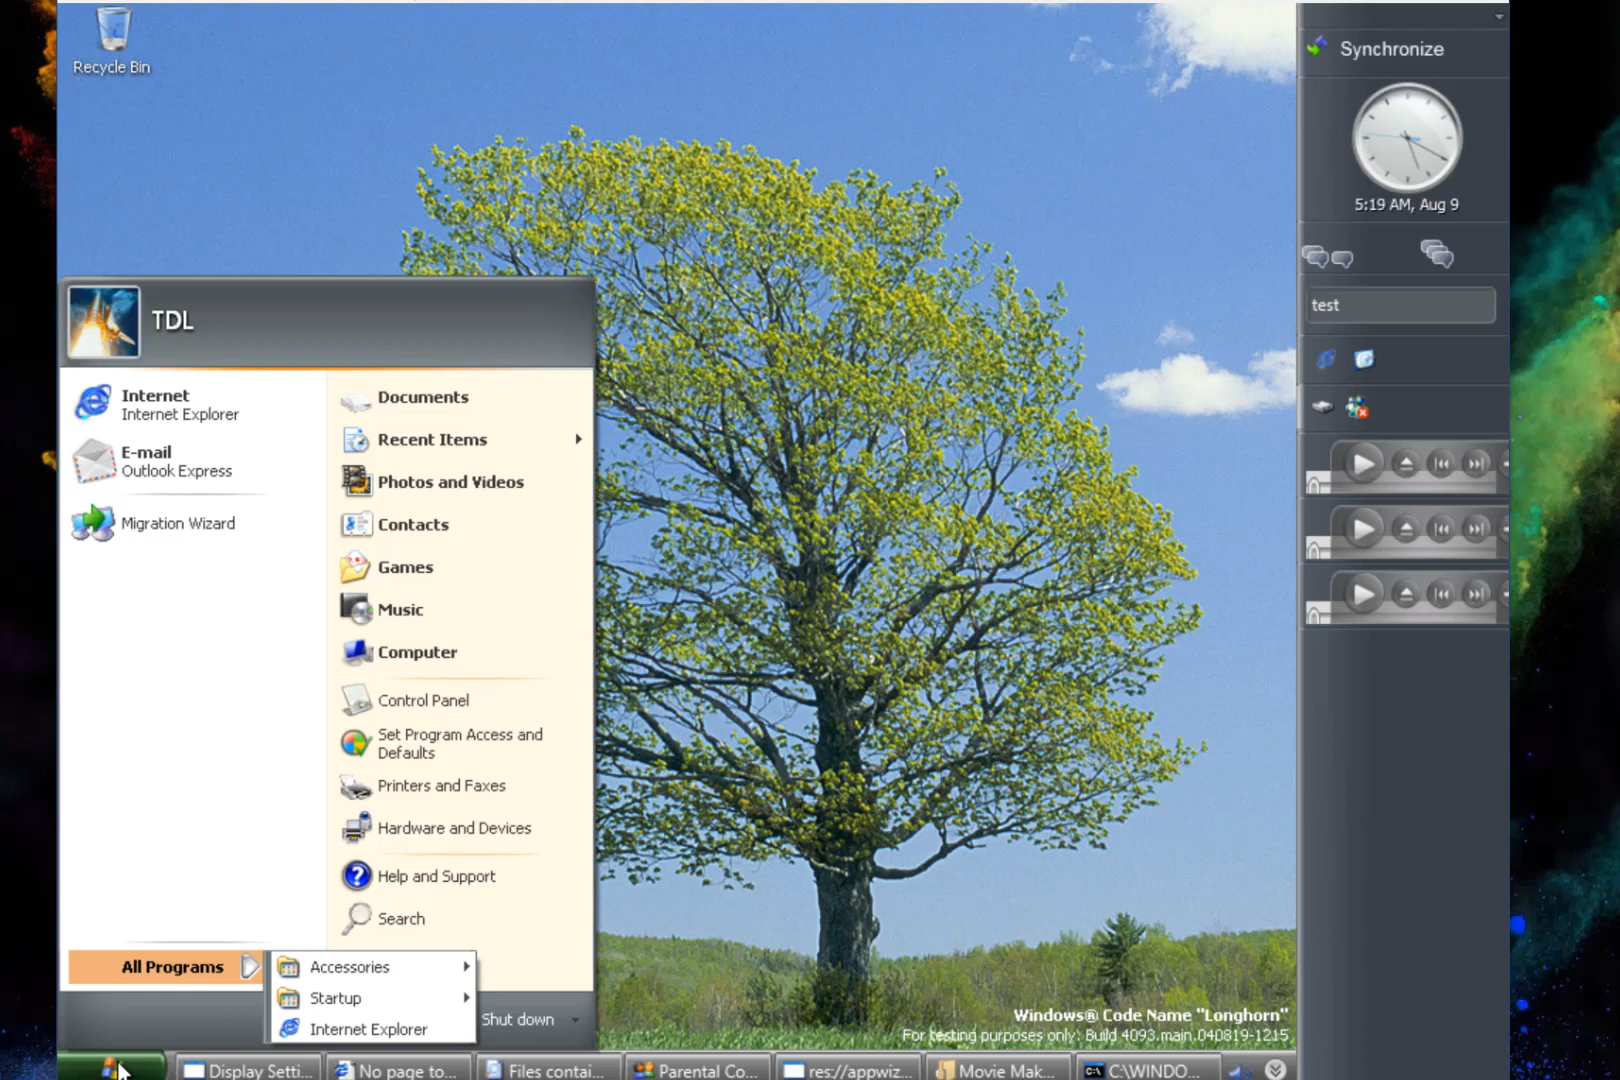 Recycle Bin
Synchronize
5:19 AM, Aug 9
test
TDL
Internet
Internet Explorer
E-mail
Outlook Express
Migration Wizard
All Programs
Documents
Recent Items
Photos and Videos
Contacts
Games
Music
Computer
Control Panel
Set Program Access and
Defaults
Printers and Faxes
Hardware and Devices
Help and Support
Search
Accessories
Startup
Internet Explorer
Shut down
Windows® Code Name "Longhorn"
For testing purposes only. Build 4093.main.040819-1215
Display Setti...
No page to...
Files contai...
Parental Co...
res://appwiz...
Movie Mak...
C:\WINDO...